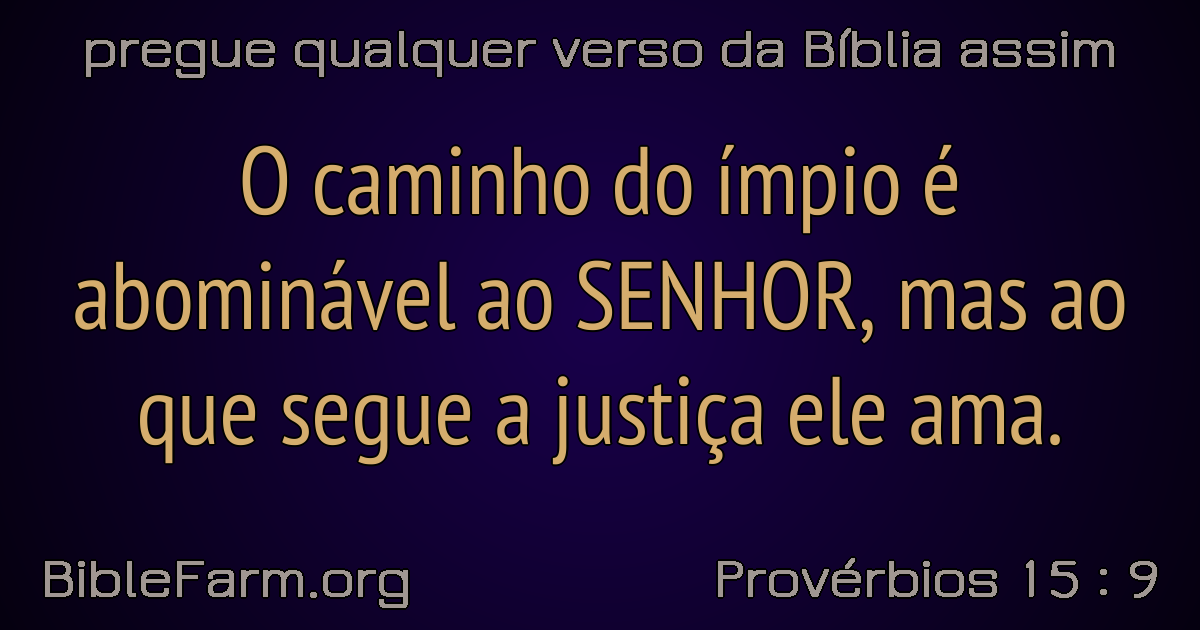 pregue qualquer verso da Bíblia assim
O caminho do ímpio é
abominável ao SENHOR, mas ao
que segue a justiça ele ama.
BibleFarm.org
Provérbios 15 : 9